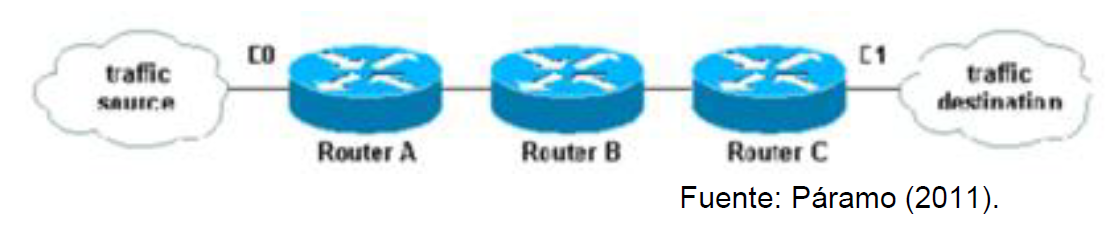 traffic
source
E0
Router A
Router B
Router C
E1
traffic
destination
Fuente: Páramo (2011).